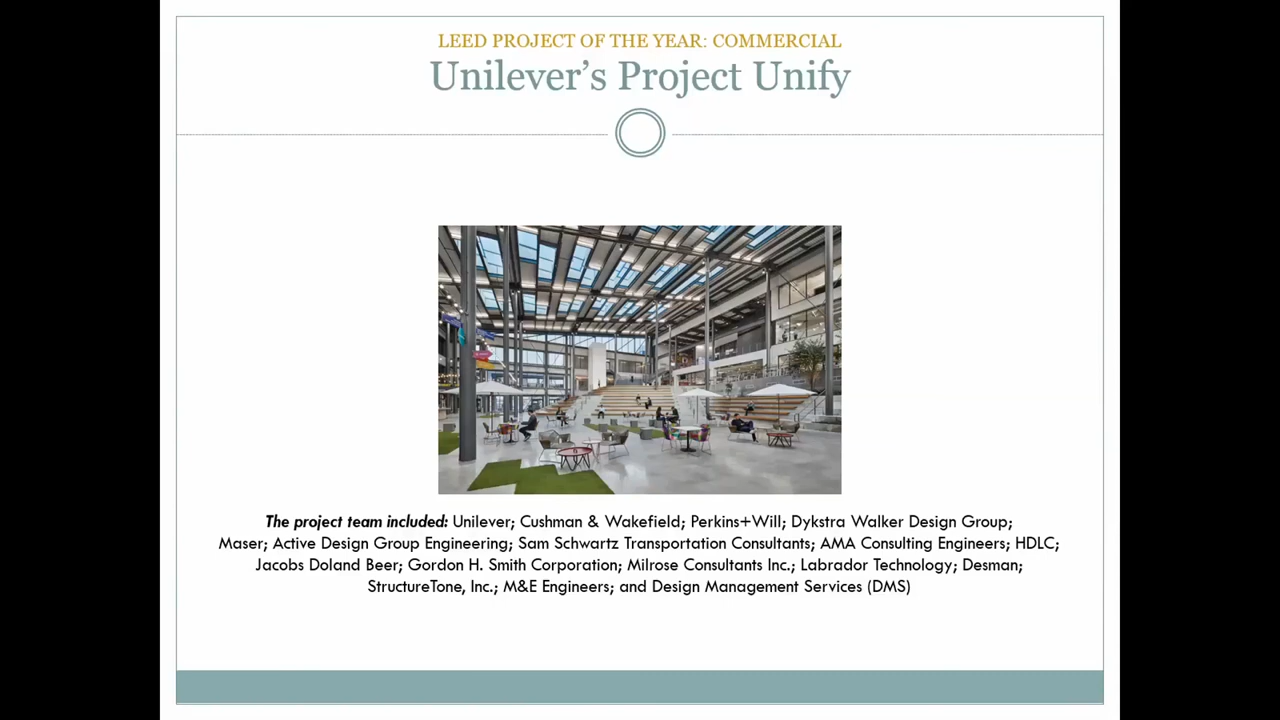 LEED PROJECT OF THE YEAR: COMMERCIAL
Unilever’s Project Unify
The project team included: Unilever; Cushman & Wakefield; Perkins+Will; Dykstra Walker Design Group;
Maser; Active Design Group Engineering; Sam Schwartz Transportation Consultants; AMA Consulting Engineers; HDLC;
Jacobs Doland Beer; Gordon H. Smith Corporation; Milrose Consultants Inc.; Labrador Technology; Desman;
StructureTone, Inc.; M&E Engineers; and Design Management Services (DMS)